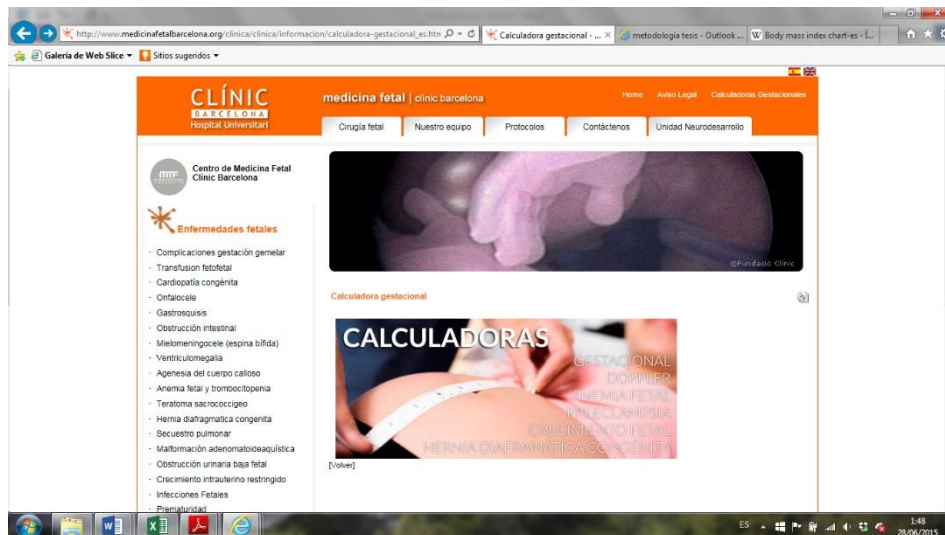 http://www.medicinafetalbarcelona.org/clinica/clinica/informacion/calculadora-gestacional_es.htm
Calculadora gestacional - ...
metodología tesis - Outlook ...
Body mass index chart-es - I...
Galería de Web Slice
Sitios sugeridos
CLÍNIC
BARCELONA
Hospital Universitari
medicina fetal | clínic barcelona
Home
Aviso Legal
Calculadoras Gestacionales
Cirugía fetal
Nuestro equipo
Protocolos
Contáctenos
Unidad Neurodesarrollo
Centro de Medicina Fetal
Clínic Barcelona
Enfermedades fetales
· Complicaciones gestación gemelar
· Transfusion fetofetal
· Cardiopatía congénita
· Onfalocele
· Gastrosquisis
· Obstrucción intestinal
· Mielomeningocele (espina bífida)
· Ventriculomegalia
· Agenesia del cuerpo calloso
· Anemia fetal y trombocitopenia
· Teratoma sacrococcigeo
· Hernia diafragmatica congenita
· Secuestro pulmonar
· Malformación adenomatoideaquística
· Obstrucción urinaria baja fetal
· Crecimiento intrauterino restringido
· Infecciones Fetales
· Prematuridad
©Fundació Clínic
Calculadora gestacional
CALCULADORAS
GESTACIONAL
DOPPLER
ANEMIA FETAL
PREECLAMPSIA
CRECIMIENTO FETAL
HERNIA DIAFRAMÁTICA CONGÉNITA
[Volver]
ES
1:48
28/06/2015